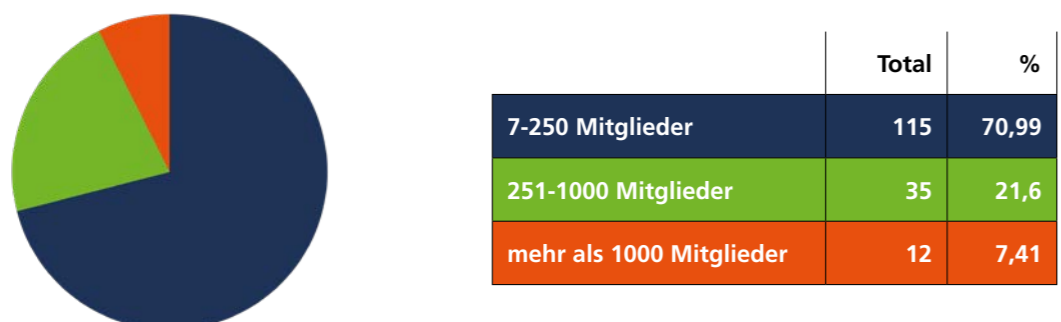 Total %
7-250 Mitglieder 115 70,99
251-1000 Mitglieder 35 21,6
mehr als 1000 Mitglieder 12 7,41